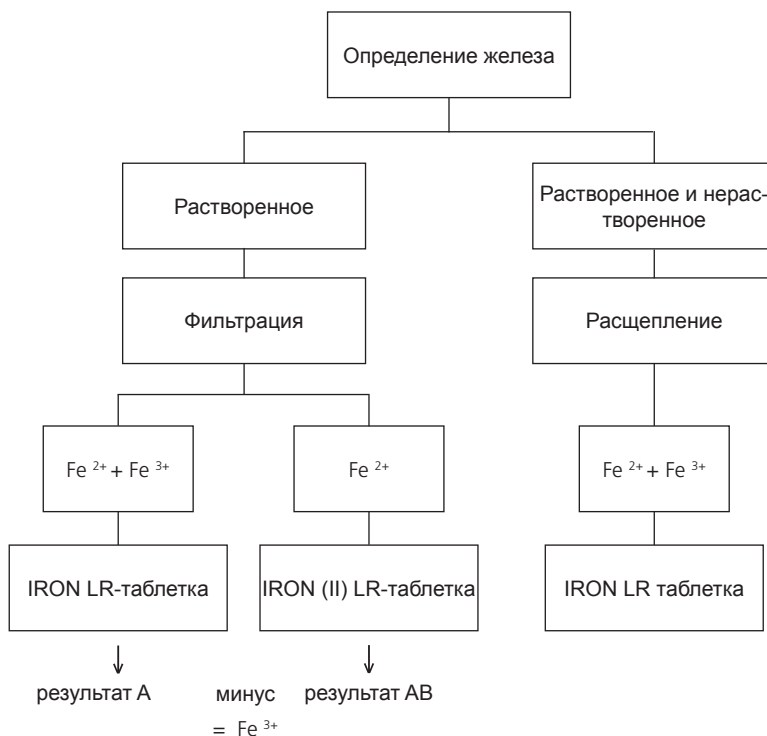 Определение железа
Растворенное
Растворенное и нерас-
творенное
Фильтрация
Расщепление
Fe 2+ + Fe 3+
Fe 2+
Fe 2+ + Fe 3+
IRON LR-таблетка
IRON (II) LR-таблетка
IRON LR таблетка
результат A минус результат AB
= Fe 3+